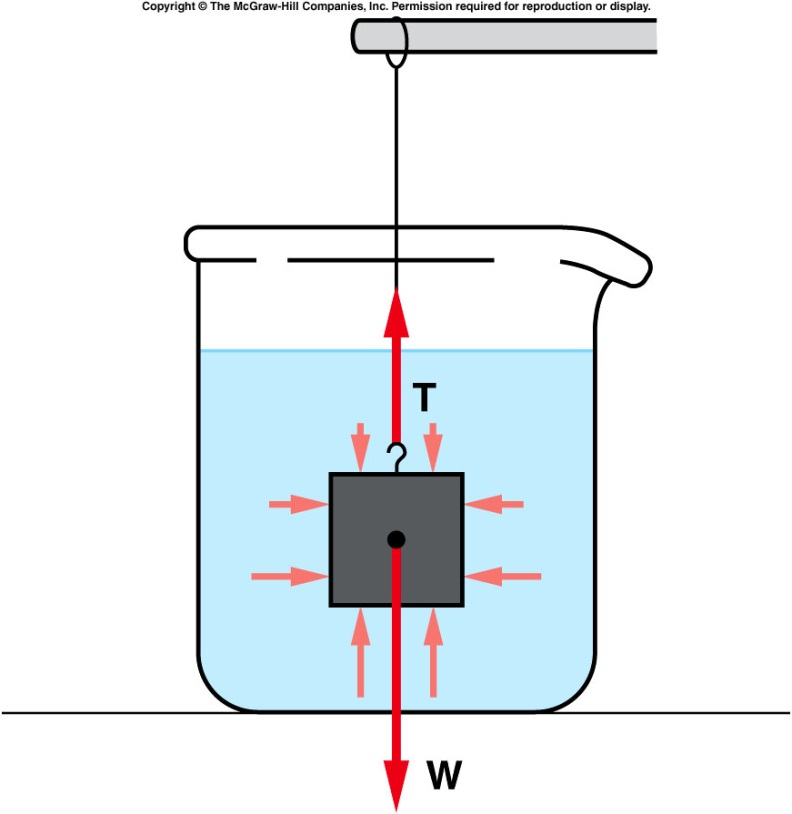 Copyright © The McGraw-Hill Companies, Inc. Permission required for reproduction or display.
T
W